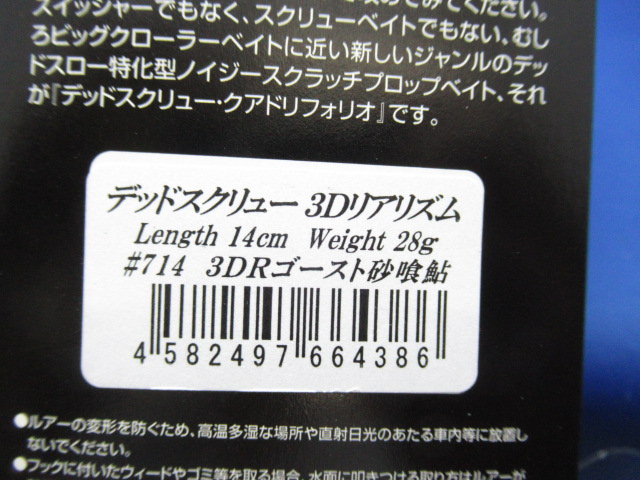 めてみてください。
スイッシャーでもなく、スクリューベイトでもない、むし
ろビッグクローラーベイトに近い新しいジャンルのデッ
ドスロー特化型ノイジースクラッチプロップベイト、それ
が『デッドスクリュー・クアドリフォリオ』です。
デッドスクリュー 3Dリアリズム
Length 14cm Weight 28g
#714 3DRゴースト砂喰鮎
4 582497 664386
●ルアーの変形を防ぐため、高温多湿な場所や直射日光のあたる車内等に放置し
ないでください。
●フックに付いたウィードやゴミ等を取る場合、水面に叩きつける取り方はルアーが